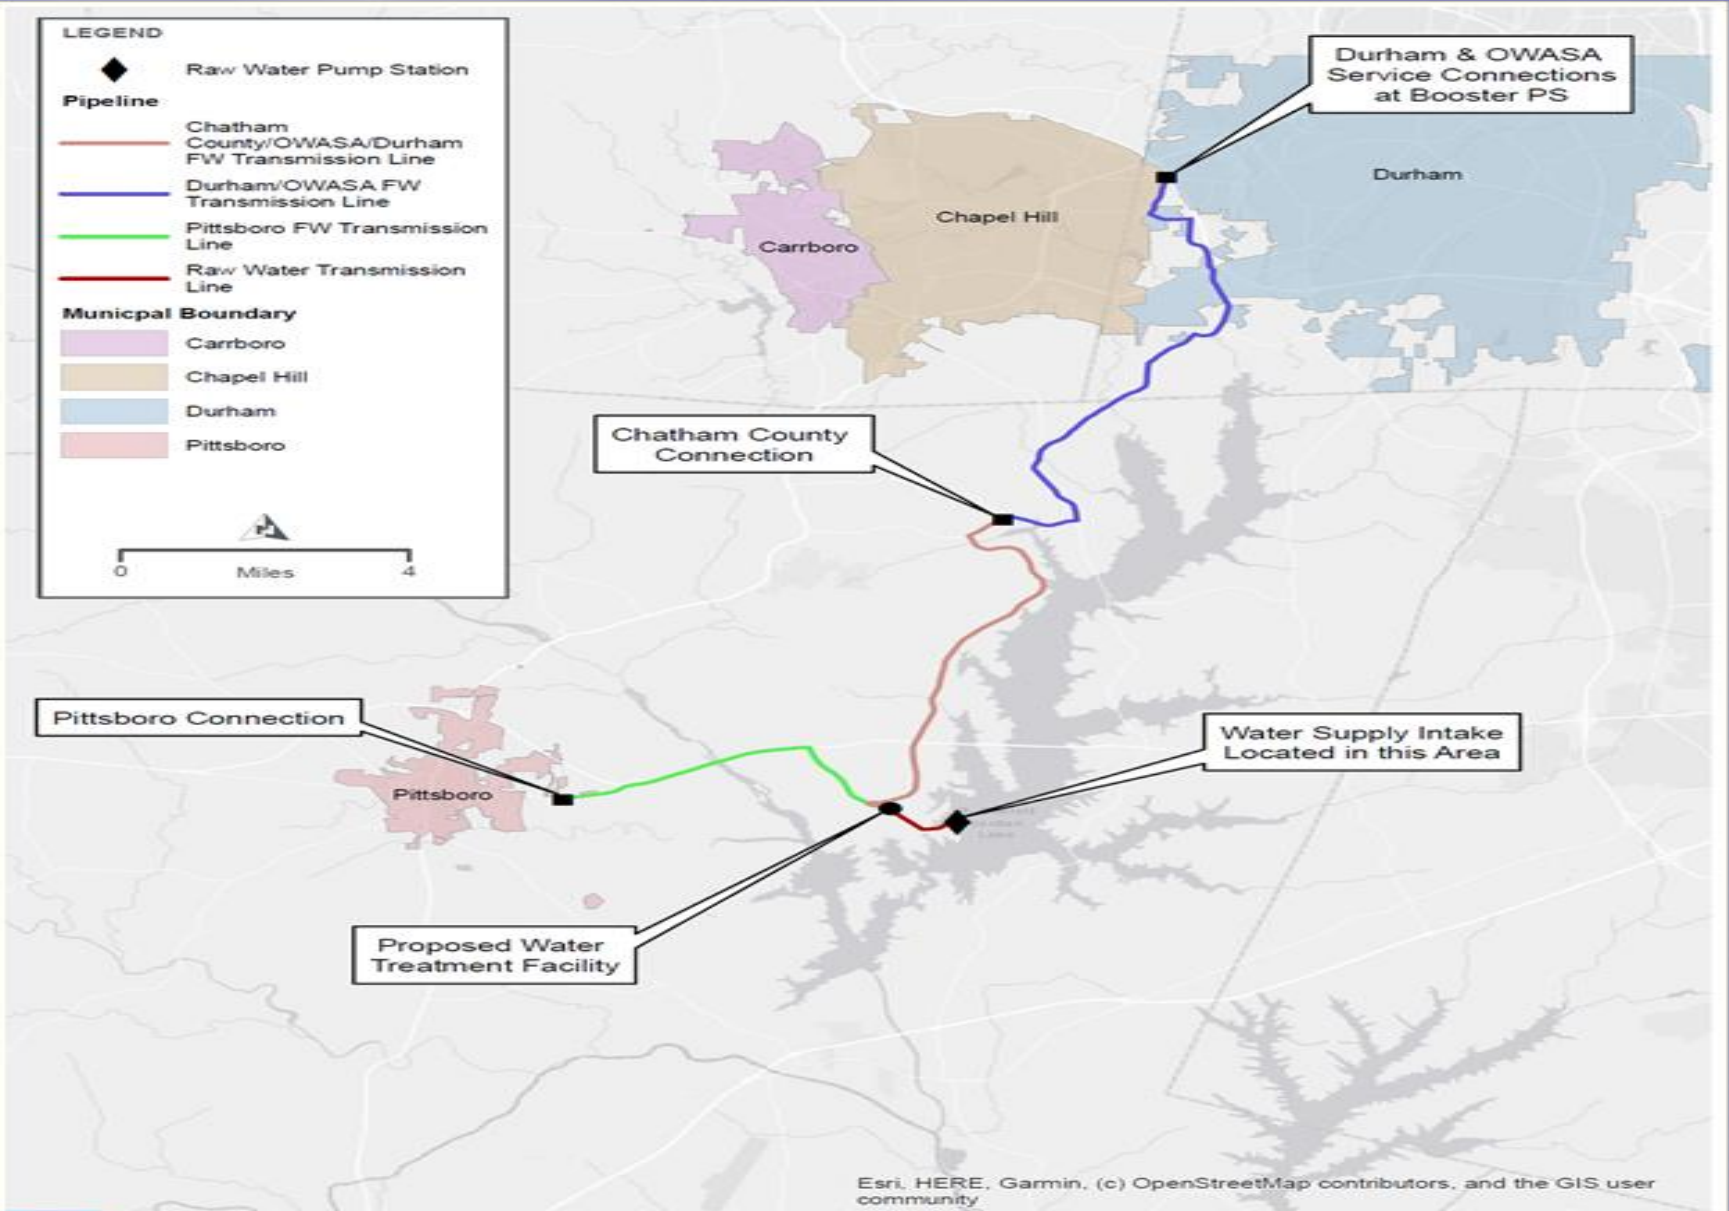 LEGEND
Raw Water Pump Station
Pipeline
Chatham
County/OWASA/Durham
FW Transmission Line
Durham/OWASA FW
Transmission Line
Pittsboro FW Transmission
Line
Raw Water Transmission
Line
Municpal Boundary
Carrboro
Chapel Hill
Durham
Pittsboro
0
Miles
4
Durham & OWASA
Service Connections
at Booster PS
Durham
Chapel Hill
Carrboro
Chatham County
Connection
Pittsboro Connection
Water Supply Intake
Located in this Area
Pittsboro
Proposed Water
Treatment Facility
Esri, HERE, Garmin, (c) OpenStreetMap contributors, and the GIS user
community